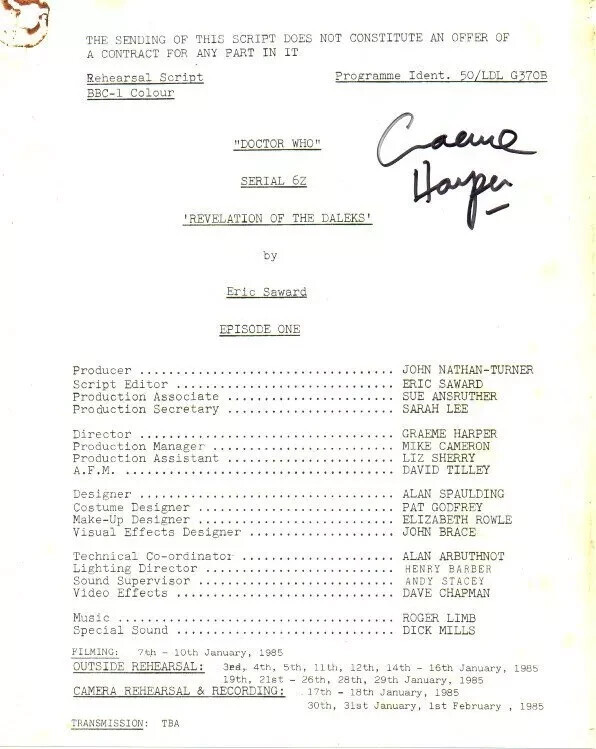 THE SENDING OF THIS SCRIPT DOES NOT CONSTITUTE AN OFFER OF
A CONTRACT FOR ANY PART IN IT
Rehearsal Script Programme Ident. 50/LDL G370B
BBC-1 Colour
Graeme
Harper
"DOCTOR WHO"
SERIAL 6Z
'REVELATION OF THE DALEKS'
by
Eric Saward
EPISODE ONE
Producer .................................. JOHN NATHAN-TURNER
Script Editor ............................. ERIC SAWARD
Production Associate ...................... SUE ANSRUTHER
Production Secretary ...................... SARAH LEE
Director .................................. GRAEME HARPER
Production Manager ........................ MIKE CAMERON
Production Assistant ...................... LIZ SHERRY
A.F.M. .................................... DAVID TILLEY
Designer .................................. ALAN SPAULDING
Costume Designer .......................... PAT GODFREY
Make-Up Designer .......................... ELIZABETH ROWLE
Visual Effects Designer ................... JOHN BRACE
Technical Co-ordinator .................... ALAN ARBUTHNOT
Lighting Director ......................... HENRY BARBER
Sound Supervisor .......................... ANDY STACEY
Video Effects ............................. DAVE CHAPMAN
Music ..................................... ROGER LIMB
Special Sound ............................. DICK MILLS
FILMING: 7th - 10th January, 1985
OUTSIDE REHEARSAL: 3rd, 4th, 5th, 11th, 12th, 14th - 16th January, 1985
19th, 21st - 26th, 28th, 29th January, 1985
CAMERA REHEARSAL & RECORDING: 17th - 18th January, 1985
30th, 31st January, 1st February , 1985
TRANSMISSION: TBA